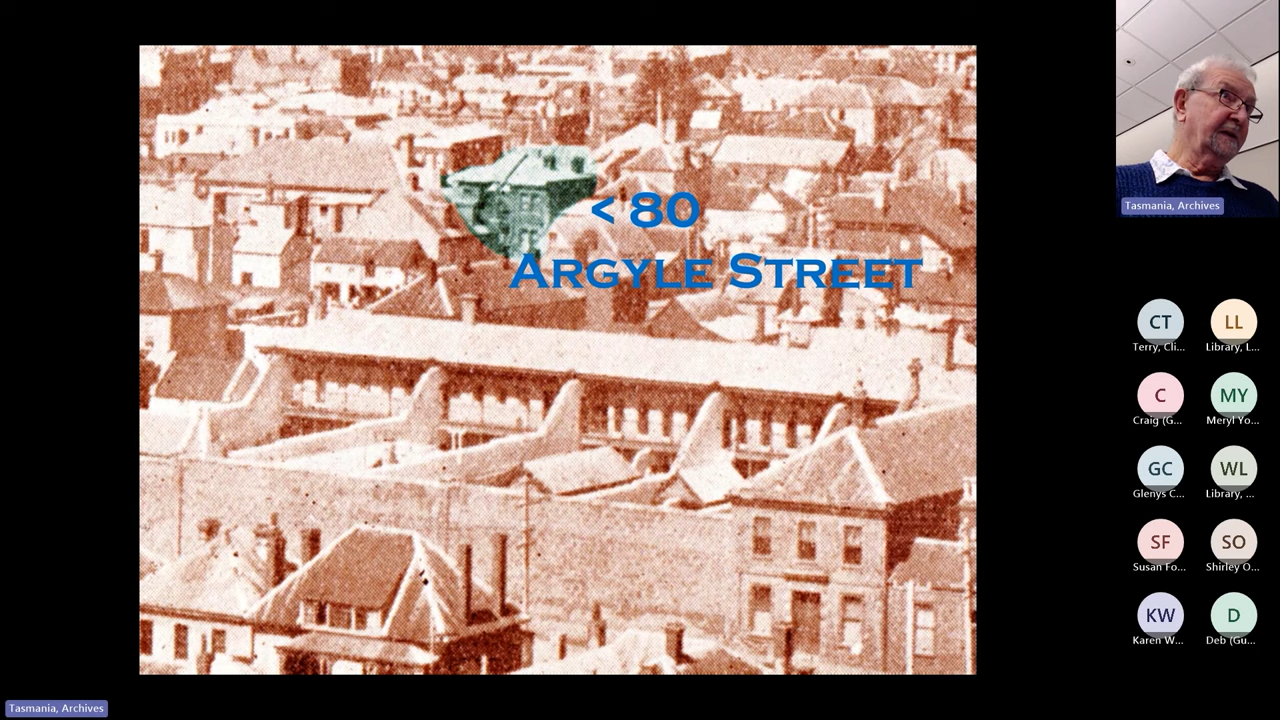 < 80
ARGYLE STREET
Tasmania, Archives
CT
LL
Terry, Cli...
Library, L...
C
MY
Craig (G...
Meryl Yo...
GC
WL
Glenys C...
Library, ...
SF
SO
Susan Fo...
Shirley O...
KW
D
Karen W...
Deb (Gu...
Tasmania, Archives